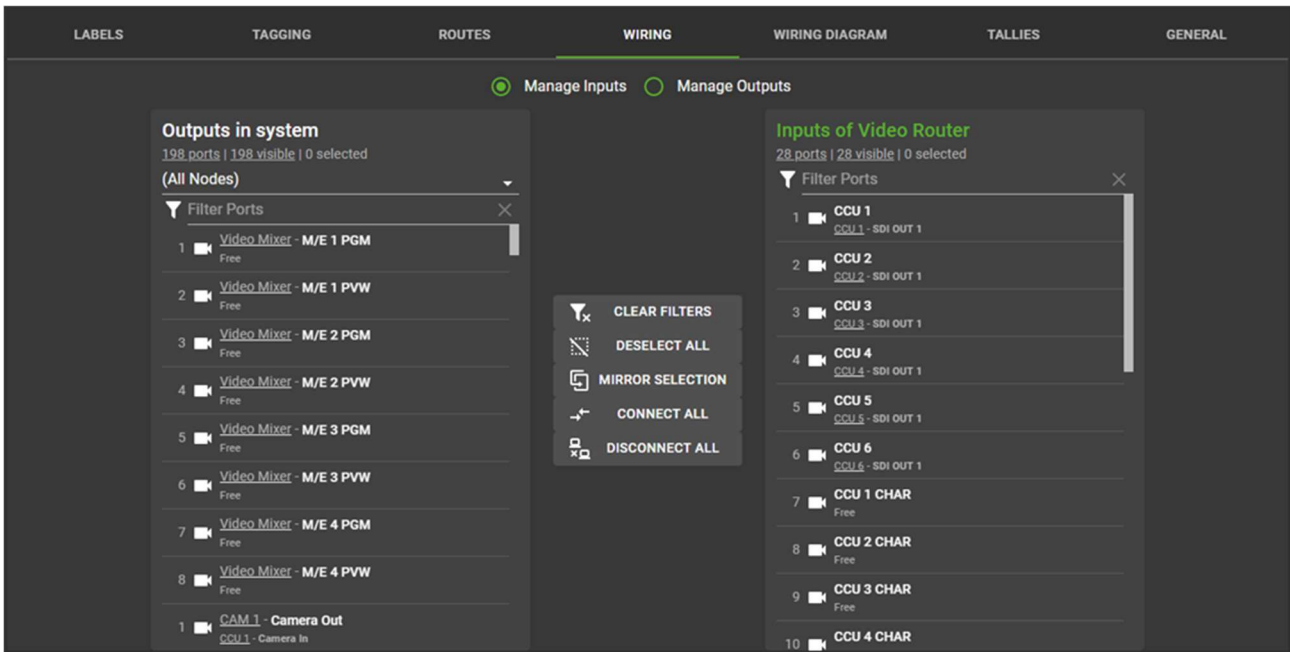 LABELS TAGGING ROUTES WIRING WIRING DIAGRAM TALLIES GENERAL
Manage Inputs Manage Outputs
Outputs in system
198 ports | 198 visible | 0 selected
(All Nodes)
Filter Ports
1 Video Mixer - M/E 1 PGM
Free
2 Video Mixer - M/E 1 PVW
Free
3 Video Mixer - M/E 2 PGM
Free
4 Video Mixer - M/E 2 PVW
Free
5 Video Mixer - M/E 3 PGM
Free
6 Video Mixer - M/E 3 PVW
Free
7 Video Mixer - M/E 4 PGM
Free
8 Video Mixer - M/E 4 PVW
Free
1 CAM 1 - Camera Out
CCU 1 - Camera In
CLEAR FILTERS
DESELECT ALL
MIRROR SELECTION
CONNECT ALL
DISCONNECT ALL
Inputs of Video Router
28 ports | 28 visible | 0 selected
Filter Ports
1 CCU 1
CCU 1 - SDI OUT 1
2 CCU 2
CCU 2 - SDI OUT 1
3 CCU 3
CCU 3 - SDI OUT 1
4 CCU 4
CCU 4 - SDI OUT 1
5 CCU 5
CCU 5 - SDI OUT 1
6 CCU 6
CCU 6 - SDI OUT 1
7 CCU 1 CHAR
Free
8 CCU 2 CHAR
Free
9 CCU 3 CHAR
Free
10 CCU 4 CHAR